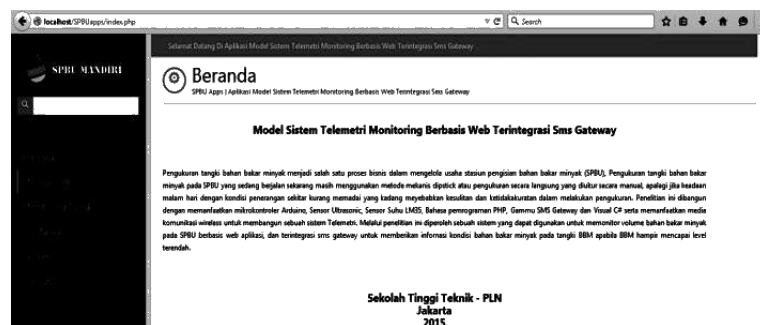 localhost/SPBUapps/index.php
Search
Selamat Datang Di Aplikasi Model Sistem Telemetri Monitoring Berbasis Web Terintegrasi Sms Gateway
SPBU MANDIRI
Beranda
SPBU Apps | Aplikasi Model Sistem Telemetri Monitoring Berbasis Web Terintegrasi Sms Gateway
Model Sistem Telemetri Monitoring Berbasis Web Terintegrasi Sms Gateway
Pengukuran tangki bahan bakar minyak menjadi salah satu proses bisnis dalam mengelola usaha stasiun pengisian bahan bakar minyak (SPBU), Pengukuran tangki bahan bakar
minyak pada SPBU yang sedang berjalan sekarang masih menggunakan metode mekanis dipstick atau pengukuran secara langsung yang diukur secara manual, apalagi jika keadaan
malam hari dengan kondisi penerangan sekitar kurang memadai yang kadang meyebabkan kesulitan dan ketidakakuratan dalam melakukan pengukuran. Penelitian ini dibangun
dengan memanfaatkan mikrokontroler Arduino, Sensor Ultrasonic, Sensor Suhu LM35, Bahasa pemrograman PHP, Gammu SMS Gateway dan Visual C# serta memanfaatkan media
komunikasi wireless untuk membangun sebuah sistem Telemetri. Melalui penelitian ini diperoleh sebuah sistem yang dapat digunakan untuk memonitor volume bahan bakar minyak
pada SPBU berbasis web aplikasi, dan terintegrasi sms gateway untuk memberikan informasi kondisi bahan bakar minyak pada tangki BBM apabila BBM hampir mencapai level
terendah.
Sekolah Tinggi Teknik - PLN
Jakarta
2015